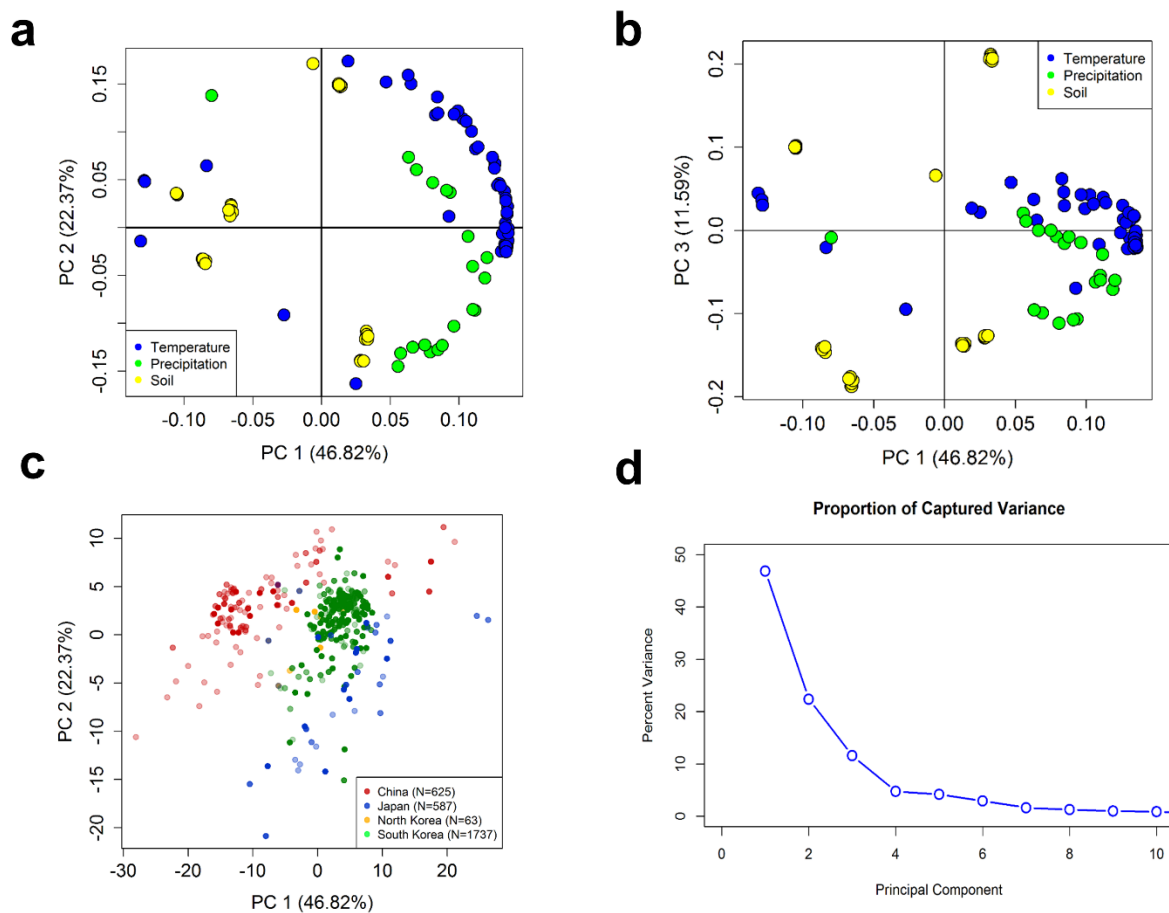 a
PC 2 (22.37%)
0.15
0.05
-0.05
-0.15
Temperature
Precipitation
Soil
-0.10
-0.05
0.00
0.05
0.10
PC 1 (46.82%)
b
PC 3 (11.59%)
0.2
0.1
0.0
-0.1
-0.2
Temperature
Precipitation
Soil
-0.10
-0.05
0.00
0.05
0.10
PC 1 (46.82%)
c
PC 2 (22.37%)
10
5
0
-5
-10
-15
-20
China (N=625)
Japan (N=587)
North Korea (N=63)
South Korea (N=1737)
-30
-20
-10
0
10
20
PC 1 (46.82%)
d
Proportion of Captured Variance
Percent Variance
50
40
30
20
10
0
0
2
4
6
8
10
Principal Component